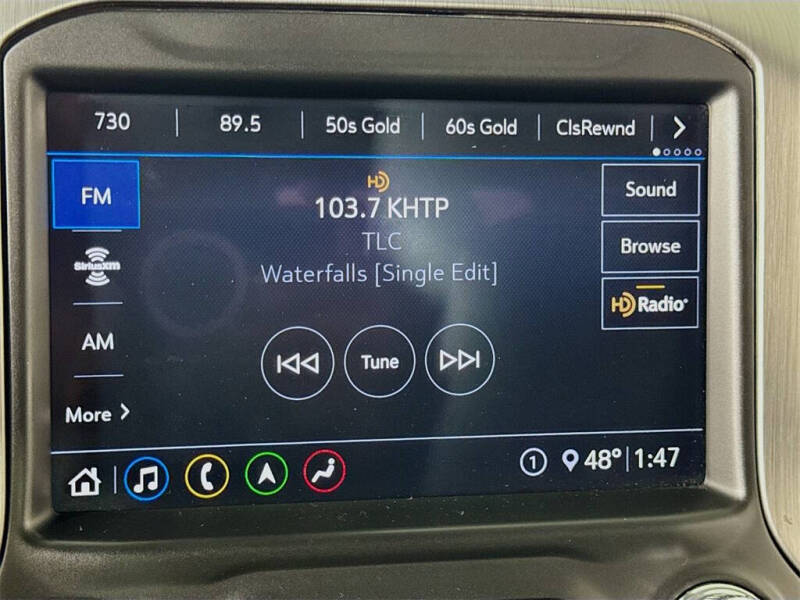 730 89.5 50s Gold 60s Gold ClsRewnd
FM
HD
103.7 KHTP
TLC
Waterfalls [Single Edit]
Sound
Browse
HD Radio®
SiriusXM
AM
Tune
More
1 48° 1:47